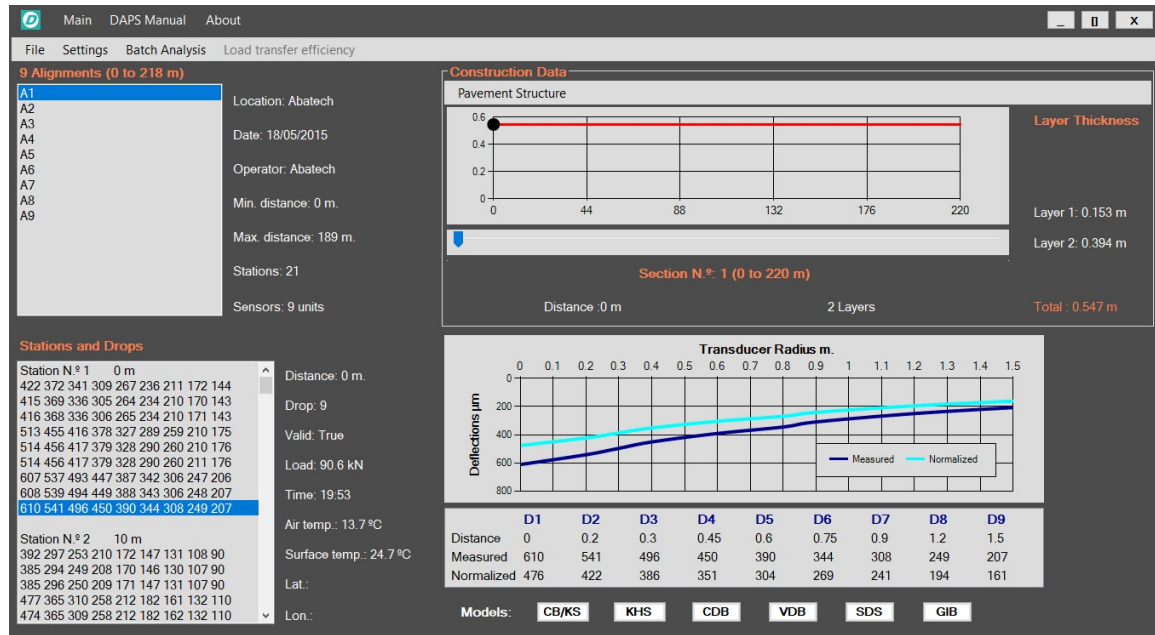 D Main DAPS Manual About _ [] X
File Settings Batch Analysis Load transfer efficiency
9 Alignments (0 to 218 m)
A1
A2
A3
A4
A5
A6
A7
A8
A9
Location: Abatech
Date: 18/05/2015
Operator: Abatech
Min. distance: 0 m.
Max. distance: 189 m.
Stations: 21
Sensors: 9 units
Construction Data
Pavement Structure
0.6
0.4
0.2
0
0 44 88 132 176 220
Layer Thickness
Layer 1: 0.153 m
Layer 2: 0.394 m
Section N.º: 1 (0 to 220 m)
Distance :0 m 2 Layers Total : 0.547 m
Stations and Drops
Station N.º 1 0 m
422 372 341 309 267 236 211 172 144
415 369 336 305 264 234 210 170 143
416 368 336 306 265 234 210 171 143
513 455 416 378 327 289 259 210 175
514 456 417 379 328 290 260 210 176
514 456 417 379 328 290 260 211 176
607 537 493 447 387 342 306 247 206
608 539 494 449 388 343 306 248 207
610 541 496 450 390 344 308 249 207
Station N.º 2 10 m
392 297 253 210 172 147 131 108 90
385 294 249 208 170 146 130 107 90
385 296 250 209 171 147 131 107 90
477 365 310 258 212 182 161 132 110
474 365 309 258 212 182 162 132 110
Distance: 0 m.
Drop: 9
Valid: True
Load: 90.6 kN
Time: 19:53
Air temp.: 13.7 ºC
Surface temp.: 24.7 ºC
Lat.:
Lon.:
Transducer Radius m.
0 0.1 0.2 0.3 0.4 0.5 0.6 0.7 0.8 0.9 1 1.1 1.2 1.3 1.4 1.5
Deflections µm
0
200
400
600
800
Measured Normalized
D1 D2 D3 D4 D5 D6 D7 D8 D9
Distance 0 0.2 0.3 0.45 0.6 0.75 0.9 1.2 1.5
Measured 610 541 496 450 390 344 308 249 207
Normalized 476 422 386 351 304 269 241 194 161
Models: CB/KS KHS CDB VDB SDS GIB